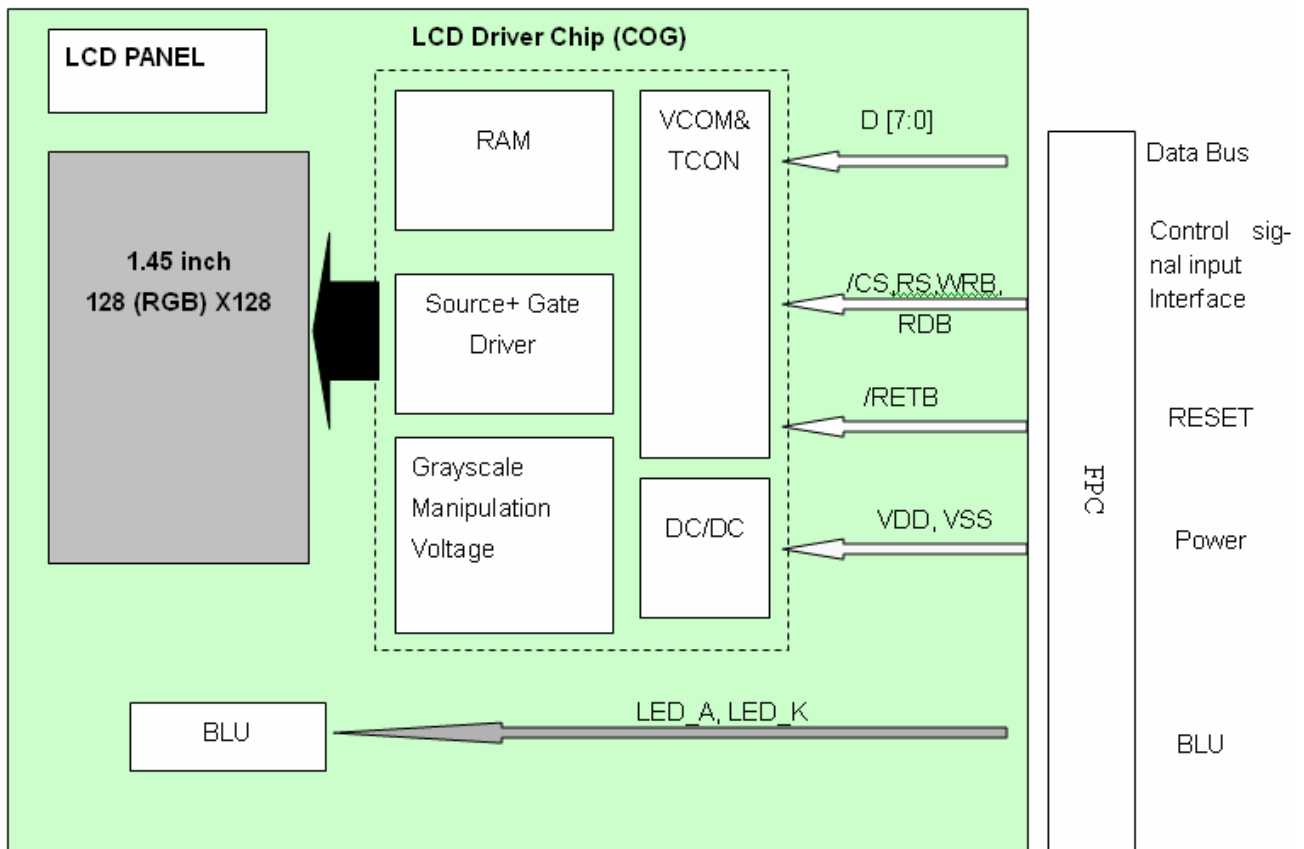 LCD PANEL
LCD Driver Chip (COG)
1.45 inch
128 (RGB) X128
RAM
VCOM&
TCON
Source+ Gate
Driver
Grayscale
Manipulation
Voltage
DC/DC
D [7:0]
/CS,RS,WRB,
RDB
/RETB
VDD, VSS
BLU
LED_A, LED_K
FPC
Data Bus
Control sig-
nal input
Interface
RESET
Power
BLU